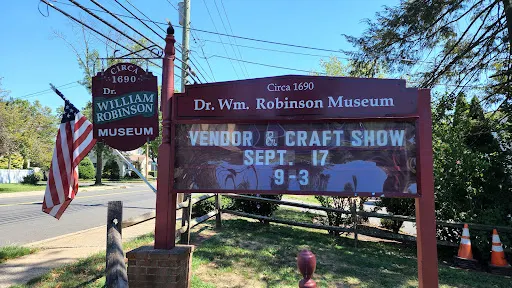 CIRCA
1690
Dr.
WILLIAM
ROBINSON
MUSEUM
Circa 1690
Dr. Wm. Robinson Museum
VENDOR & CRAFT SHOW
SEPT. 17
9-3